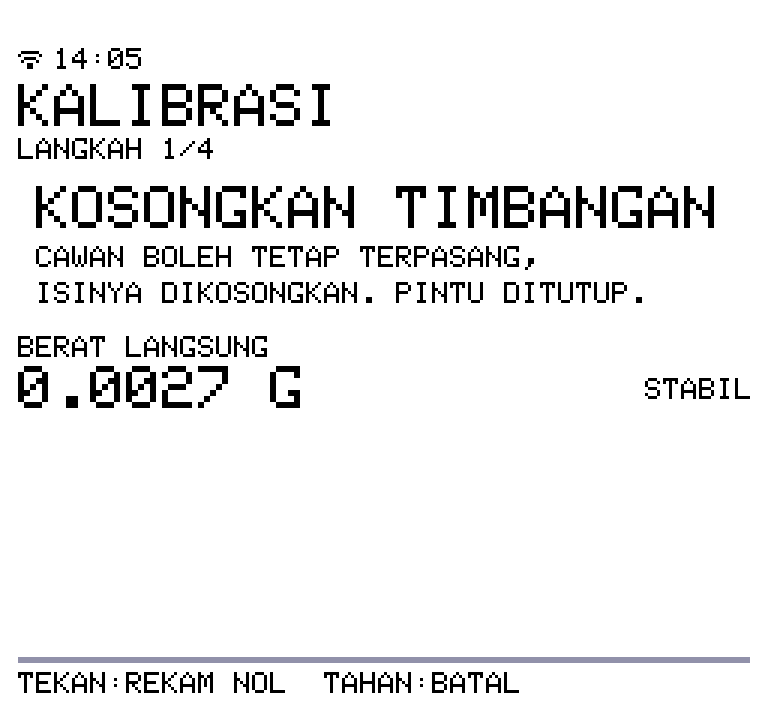 14:05
KALIBRASI
LANGKAH 1/4
KOSONGKAN TIMBANGAN
CAWAN BOLEH TETAP TERPASANG,
ISINYA DIKOSONGKAN. PINTU DITUTUP.
BERAT LANGSUNG
0.0027 G
STABIL
TEKAN:REKAM NOL  TAHAN:BATAL